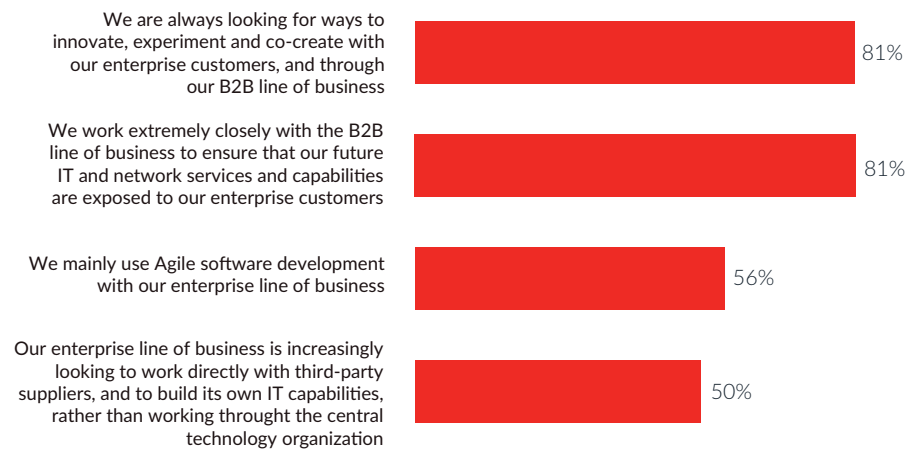 We are always looking for ways to
innovate, experiment and co-create with
our enterprise customers, and through
our B2B line of business
81%
We work extremely closely with the B2B
line of business to ensure that our future
IT and network services and capabilities
are exposed to our enterprise customers
81%
We mainly use Agile software development
with our enterprise line of business
56%
Our enterprise line of business is increasingly
looking to work directly with third-party
suppliers, and to build its own IT capabilities,
rather than working throught the central
technology organization
50%